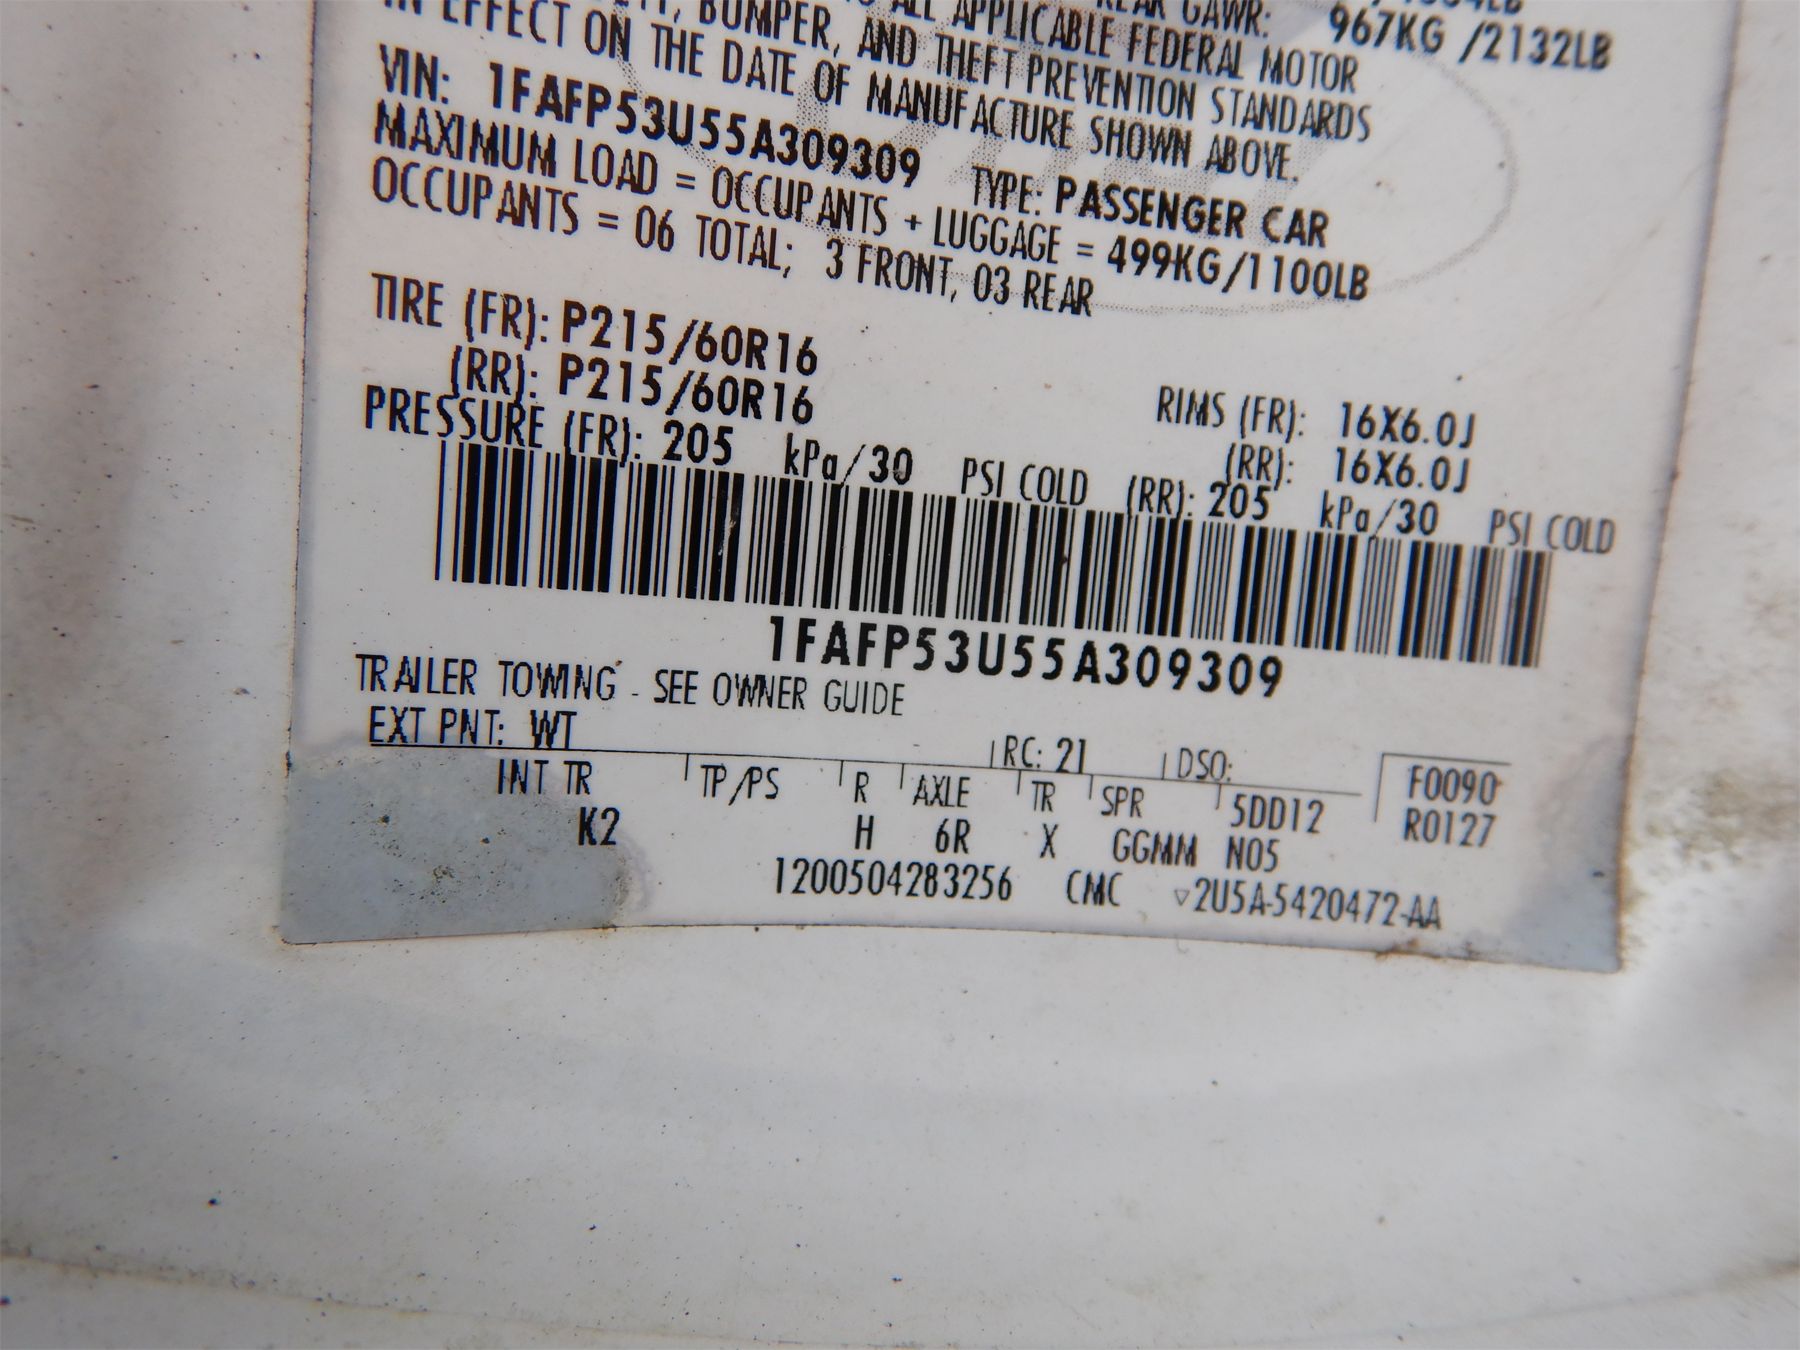 REAR GAWR: 967KG /2132LB
BUMPER, AND THEFT PREVENTION STANDARDS
ALL APPLICABLE FEDERAL MOTOR
IN EFFECT ON THE DATE OF MANUFACTURE SHOWN ABOVE.
VIN: 1FAFP53U55A309309 TYPE: PASSENGER CAR
MAXIMUM LOAD = OCCUPANTS + LUGGAGE = 499KG/1100LB
OCCUPANTS = 06 TOTAL; 3 FRONT, 03 REAR
TIRE (FR): P215/60R16 RIMS (FR): 16X6.0J
(RR): P215/60R16 (RR): 16X6.0J
PRESSURE (FR): 205 kPa/30 PSI COLD (RR): 205 kPa/30 PSI COLD
1FAFP53U55A309309
TRAILER TOWING - SEE OWNER GUIDE
EXT PNT: WT RC: 21 DSO: F0090
INT TR TP/PS R AXLE TR SPR 5DD12 R0127
K2 H 6R X GGMM N05
1200504283256 CMC ▽2U5A-5420472-AA